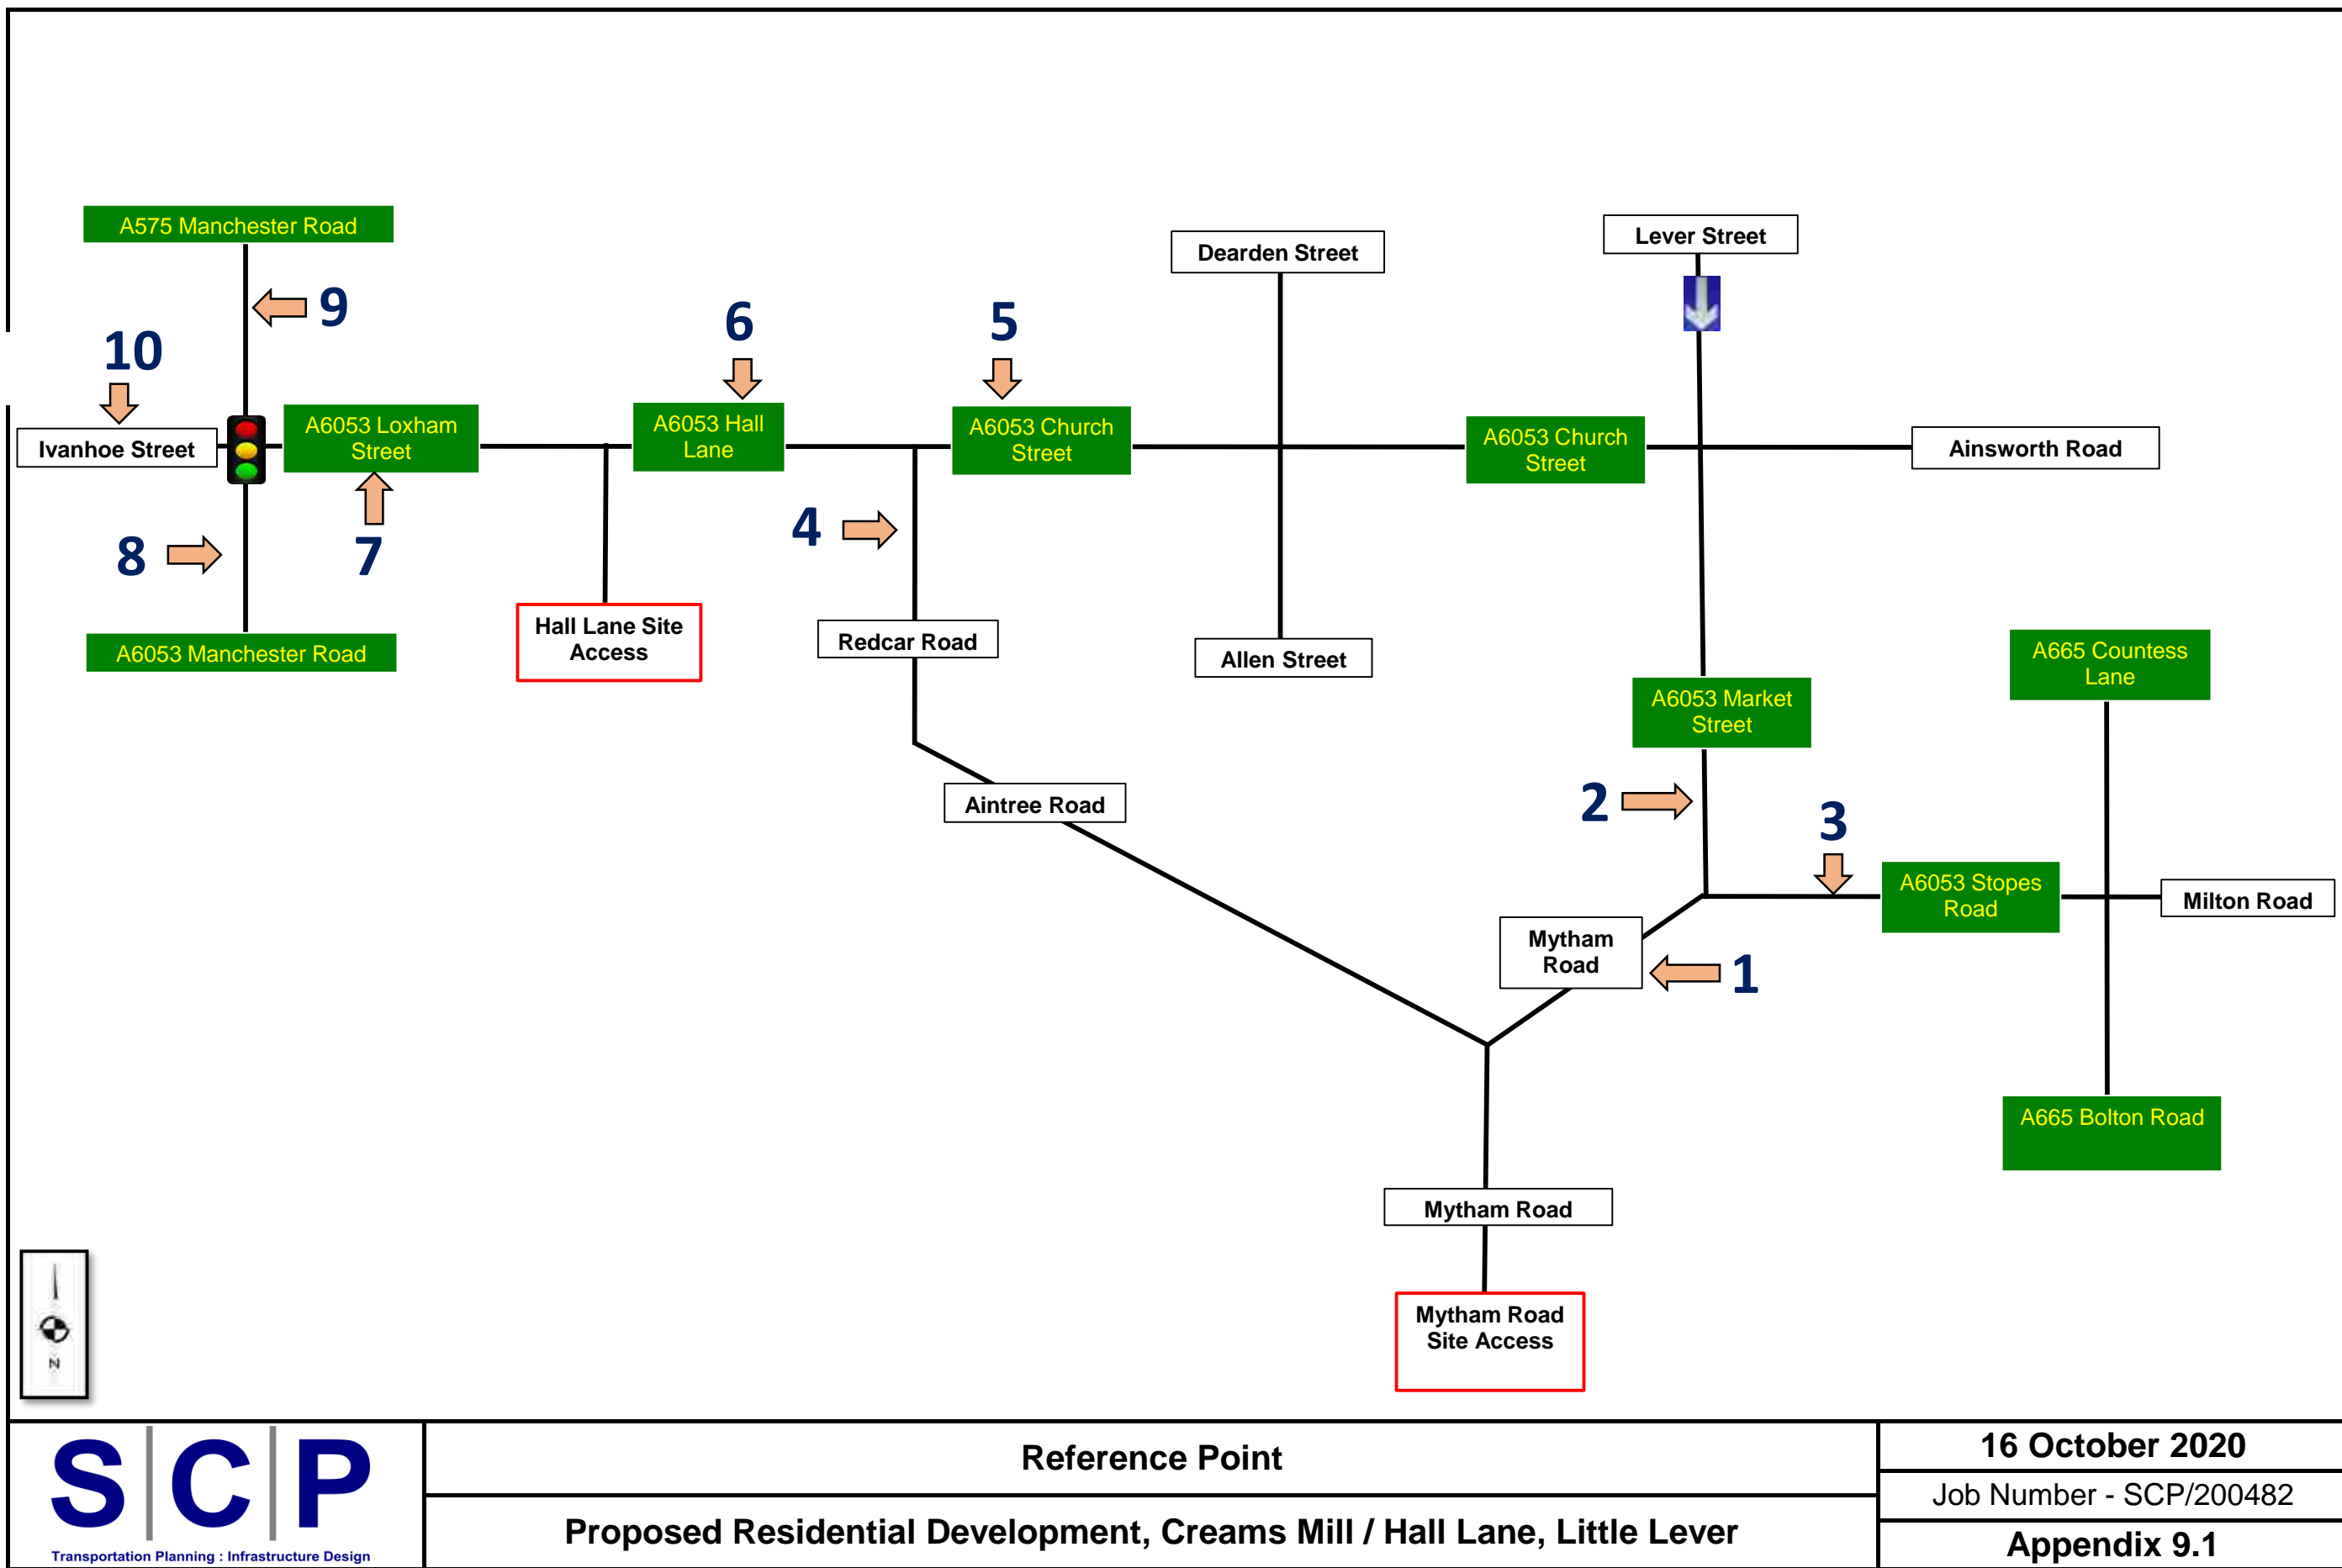 A575 Manchester Road
Dearden Street
Lever Street
9
6
5
10
Ivanhoe Street
A6053 Loxham
Street
A6053 Hall
Lane
A6053 Church
Street
A6053 Church
Street
Ainsworth Road
8
7
4
A6053 Manchester Road
Hall Lane Site
Access
Redcar Road
Allen Street
A665 Countess
Lane
A6053 Market
Street
Aintree Road
2
3
A6053 Stopes
Road
Milton Road
Mytham
Road
1
A665 Bolton Road
Mytham Road
Mytham Road
Site Access
N
S|C|P
Transportation Planning : Infrastructure Design
Reference Point
Proposed Residential Development, Creams Mill / Hall Lane, Little Lever
16 October 2020
Job Number - SCP/200482
Appendix 9.1